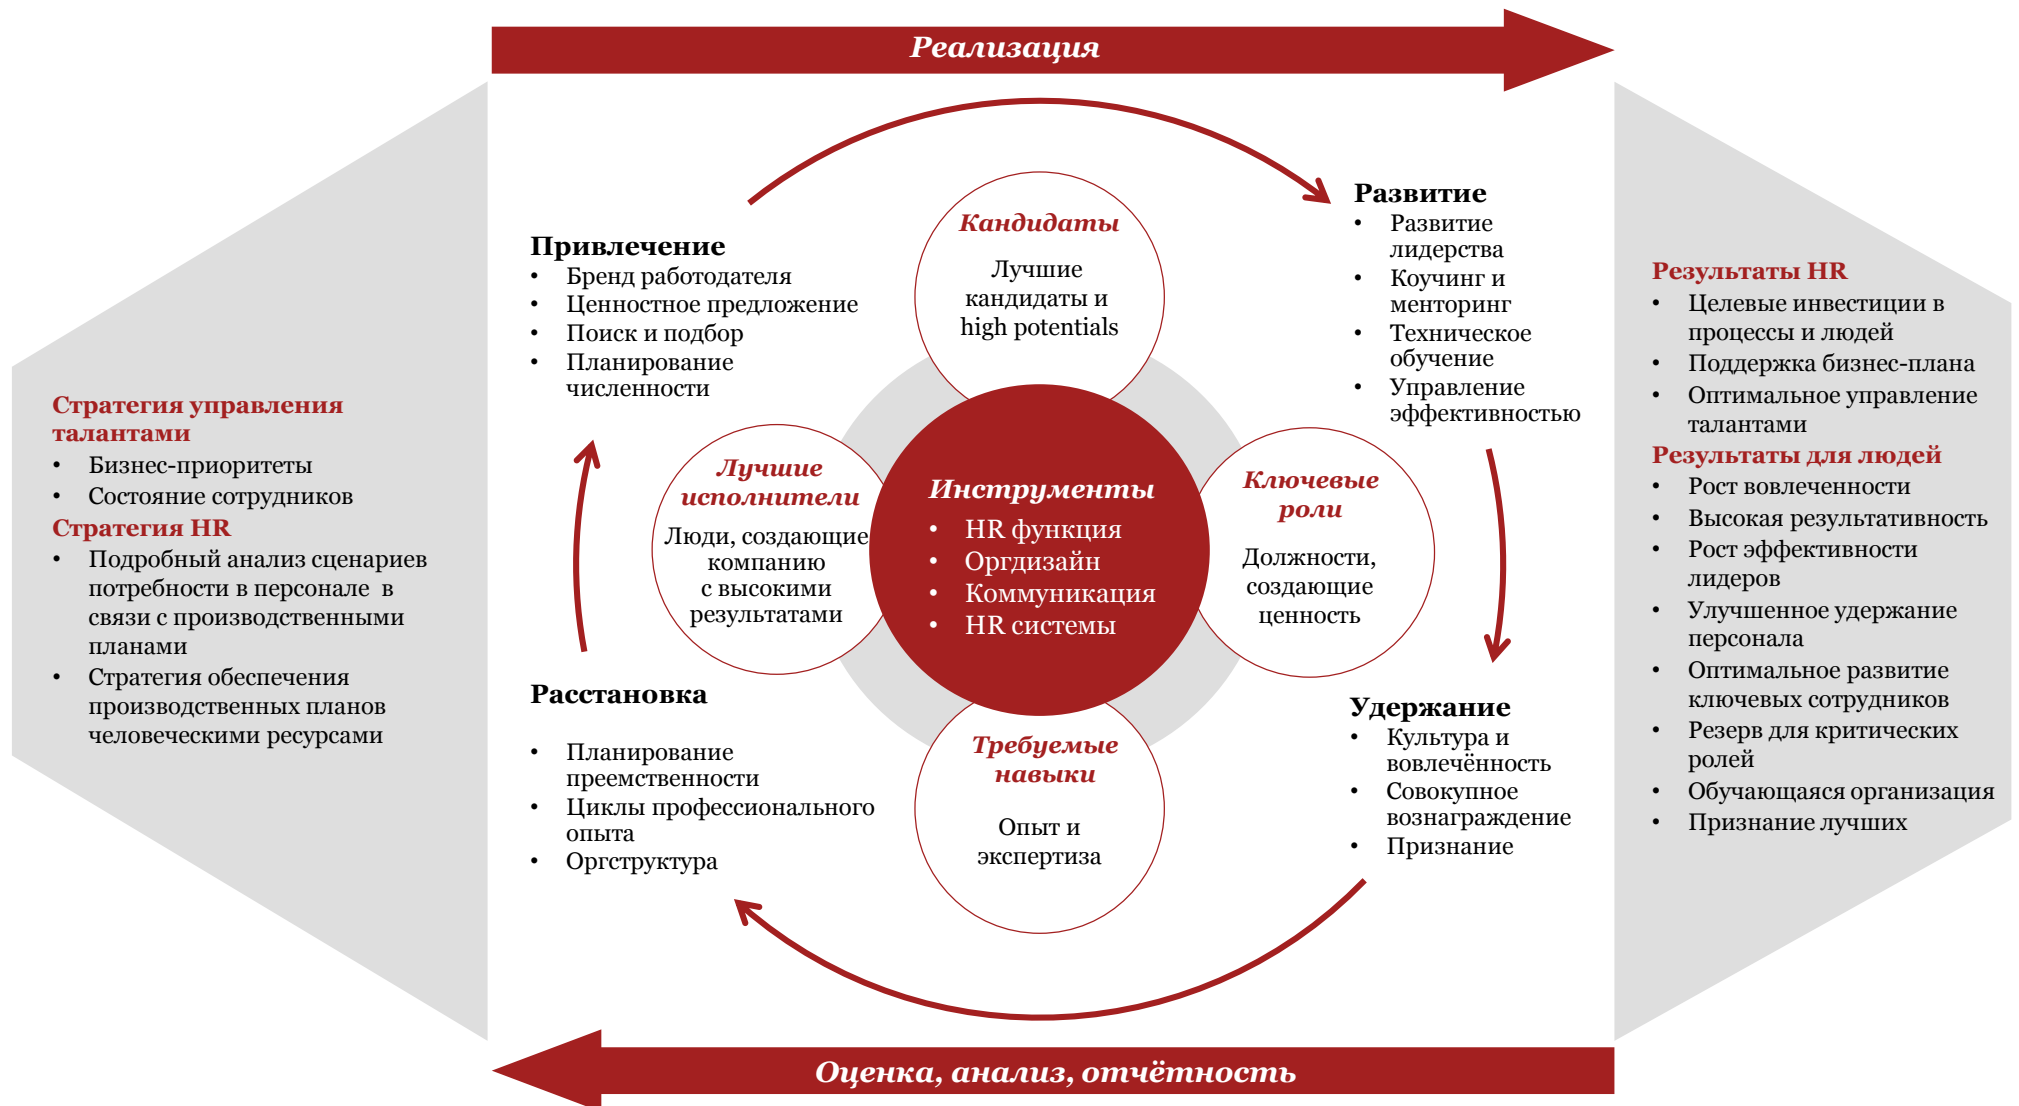 Реализация
Стратегия управления
талантами
• Бизнес-приоритеты
• Состояние сотрудников
Стратегия HR
• Подробный анализ сценариев
потребности в персонале в
связи с производственными
планами
• Стратегия обеспечения
производственных планов
человеческими ресурсами
Привлечение
• Бренд работодателя
• Ценностное предложение
• Поиск и подбор
• Планирование
численности
Кандидаты
Лучшие
кандидаты и
high potentials
Развитие
• Развитие
лидерства
• Коучинг и
менторинг
• Техническое
обучение
• Управление
эффективностью
Лучшие
исполнители
Люди, создающие
компанию
с высокими
результатами
Инструменты
• HR функция
• Оргдизайн
• Коммуникация
• HR системы
Ключевые
роли
Должности,
создающие
ценность
Расстановка
• Планирование
преемственности
• Циклы профессионального
опыта
• Оргструктура
Требуемые
навыки
Опыт и
экспертиза
Удержание
• Культура и
вовлечённость
• Совокупное
вознаграждение
• Признание
Результаты HR
• Целевые инвестиции в
процессы и людей
• Поддержка бизнес-плана
• Оптимальное управление
талантами
Результаты для людей
• Рост вовлеченности
• Высокая результативность
• Рост эффективности
лидеров
• Улучшенное удержание
персонала
• Оптимальное развитие
ключевых сотрудников
• Резерв для критических
ролей
• Обучающаяся организация
• Признание лучших
Оценка, анализ, отчётность